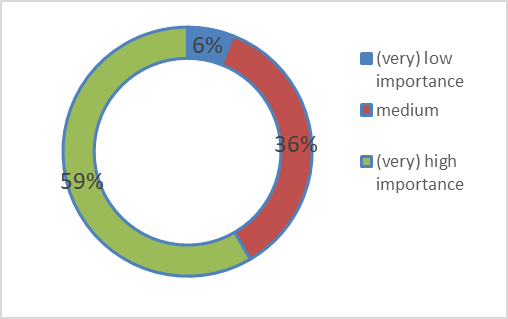 6%
36%
59%
(very) low
importance
medium
(very) high
importance